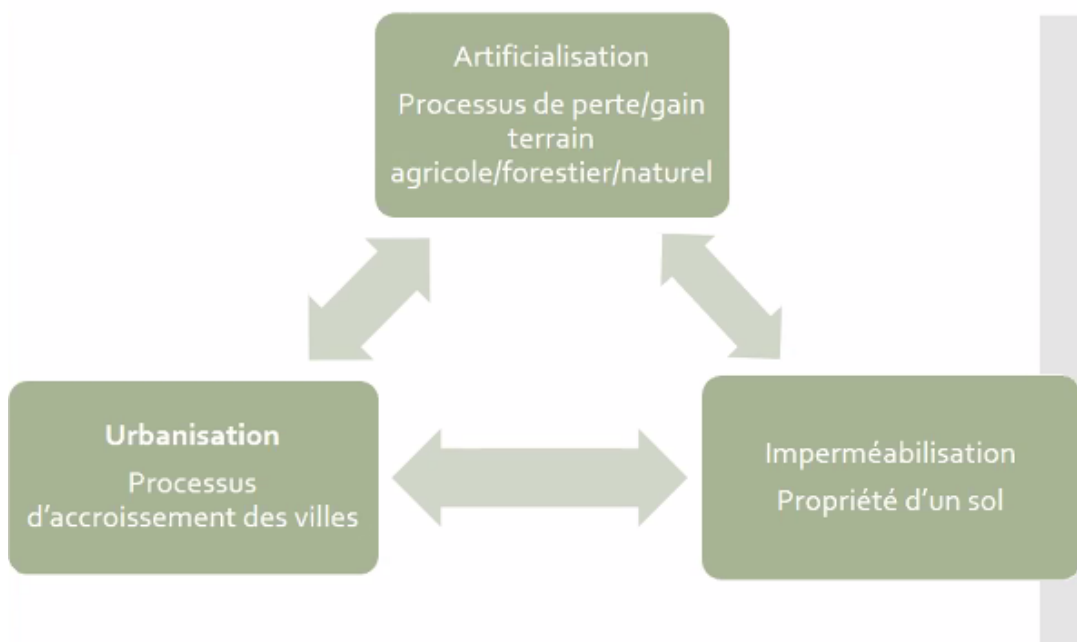 Artificialisation
Processus de perte/gain
terrain
agricole/forestier/naturel
Urbanisation
Processus
d'accroissement des villes
Imperméabilisation
Propriété d'un sol